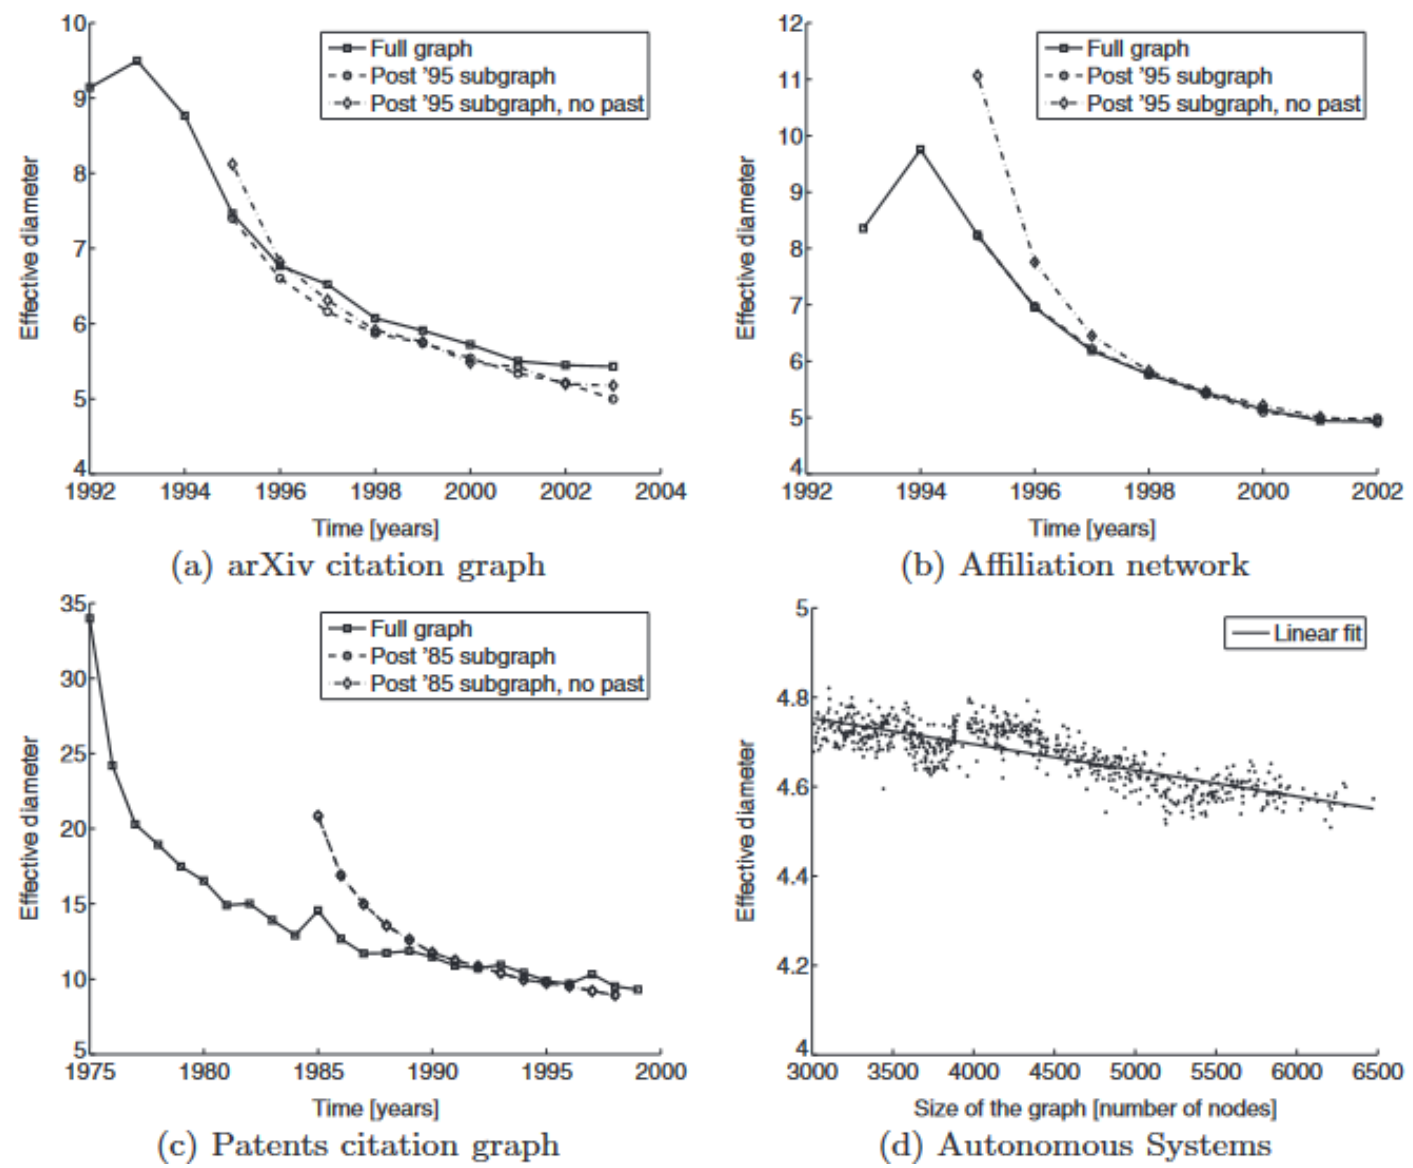 10
9
8
7
6
5
4
Effective diameter
Full graph
Post '95 subgraph
Post '95 subgraph, no past
1992 1994 1996 1998 2000 2002 2004
Time [years]
(a) arXiv citation graph
12
11
10
9
8
7
6
5
4
Effective diameter
Full graph
Post '95 subgraph
Post '95 subgraph, no past
1992 1994 1996 1998 2000 2002
Time [years]
(b) Affiliation network
35
30
25
20
15
10
5
Effective diameter
Full graph
Post '85 subgraph
Post '85 subgraph, no past
1975 1980 1985 1990 1995 2000
Time [years]
(c) Patents citation graph
5
4.8
4.6
4.4
4.2
4
Effective diameter
Linear fit
3000 3500 4000 4500 5000 5500 6000 6500
Size of the graph [number of nodes]
(d) Autonomous Systems